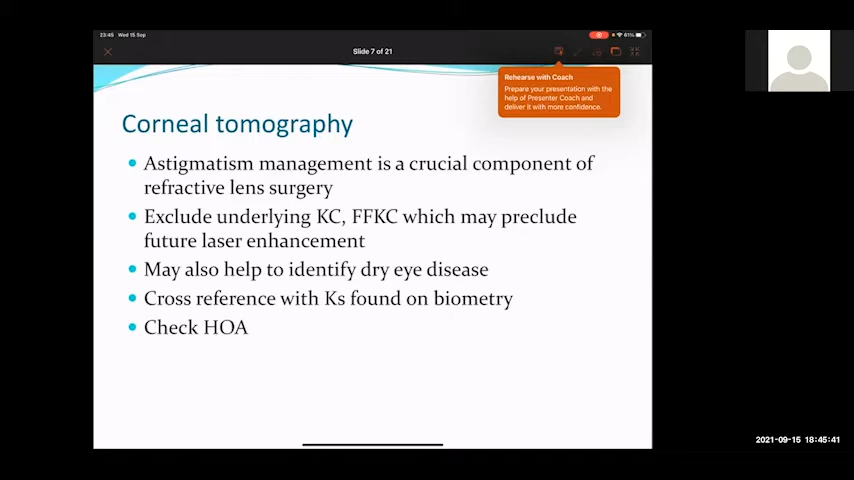 23:45 Wed 15 Sep
61%
Slide 7 of 21
Rehearse with Coach
Prepare your presentation with the
help of Presenter Coach and
deliver it with more confidence.
Corneal tomography
Astigmatism management is a crucial component of
refractive lens surgery
Exclude underlying KC, FFKC which may preclude
future laser enhancement
May also help to identify dry eye disease
Cross reference with Ks found on biometry
Check HOA
2021-09-15 18:45:41